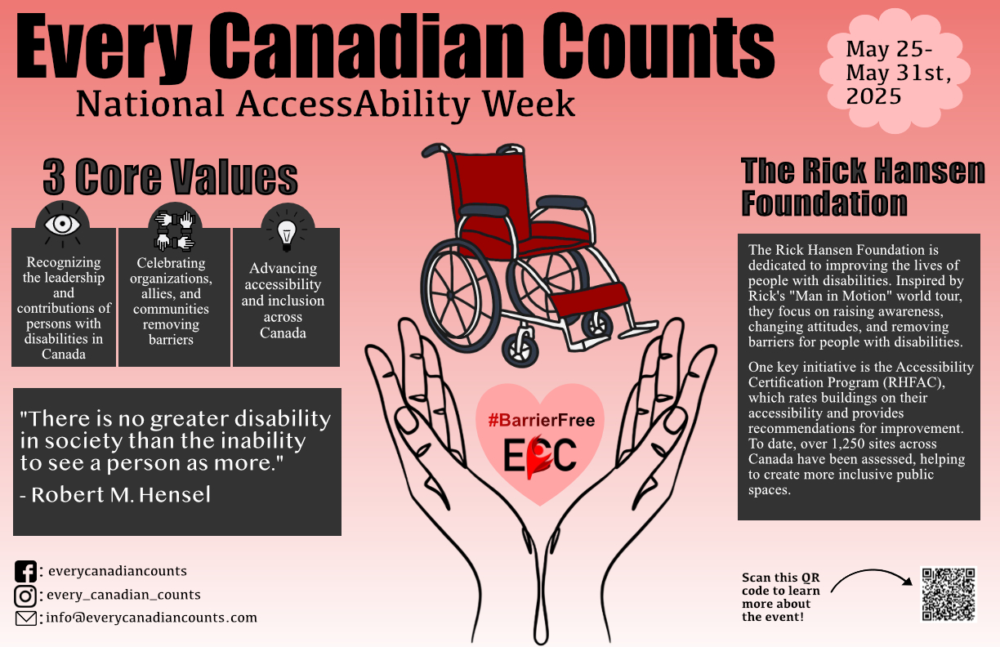 Every Canadian Counts
National AccessAbility Week
May 25-
May 31st,
2025
3 Core Values
Recognizing
the leadership
and
contributions of
persons with
disabilities in
Canada
Celebrating
organizations,
allies, and
communities
removing
barriers
Advancing
accessibility
and inclusion
across
Canada
"There is no greater disability
in society than the inability
to see a person as more."
- Robert M. Hensel
: everycanadiancounts
: every_canadian_counts
: info@everycanadiancounts.com
#BarrierFree
ECC
The Rick Hansen
Foundation
The Rick Hansen Foundation is
dedicated to improving the lives of
people with disabilities. Inspired by
Rick's "Man in Motion" world tour,
they focus on raising awareness,
changing attitudes, and removing
barriers for people with disabilities.
One key initiative is the Accessibility
Certification Program (RHFAC),
which rates buildings on their
accessibility and provides
recommendations for improvement.
To date, over 1,250 sites across
Canada have been assessed, helping
to create more inclusive public
spaces.
Scan this QR
code to learn
more about
the event!